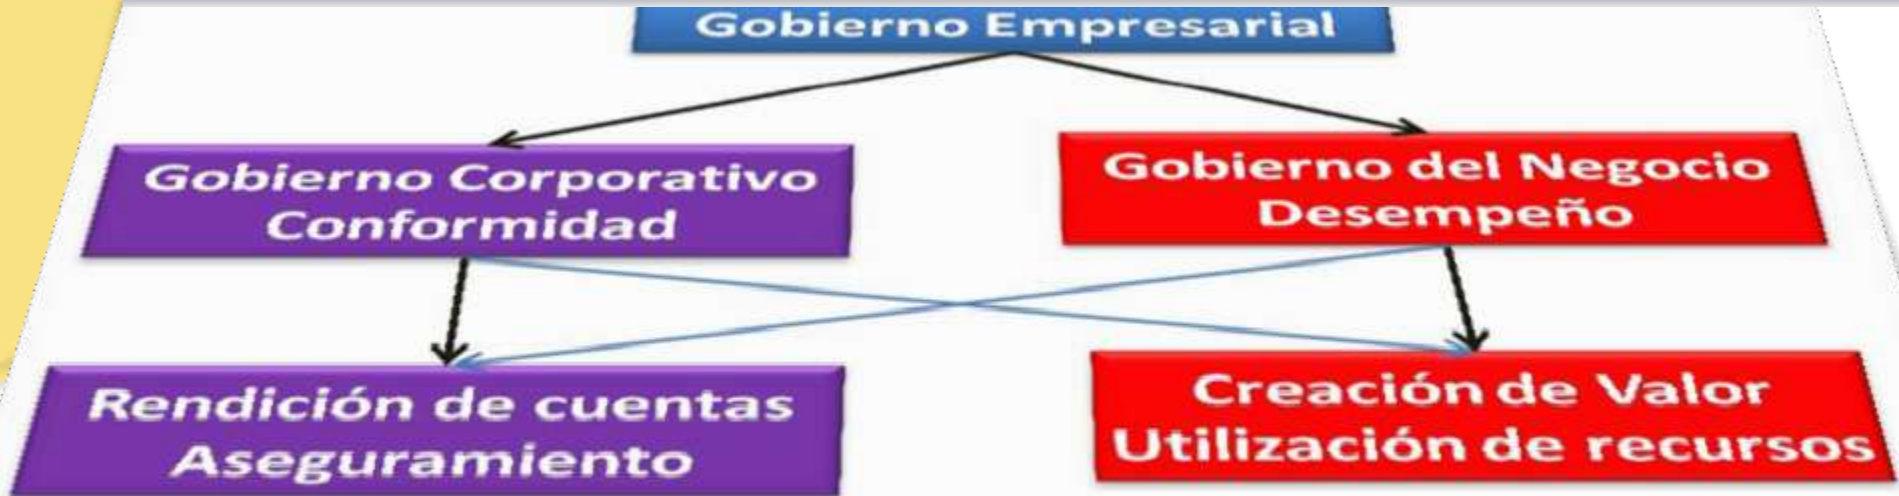 Gobierno Empresarial
Gobierno Corporativo
Conformidad
Gobierno del Negocio
Desempeño
Rendición de cuentas
Aseguramiento
Creación de Valor
Utilización de recursos